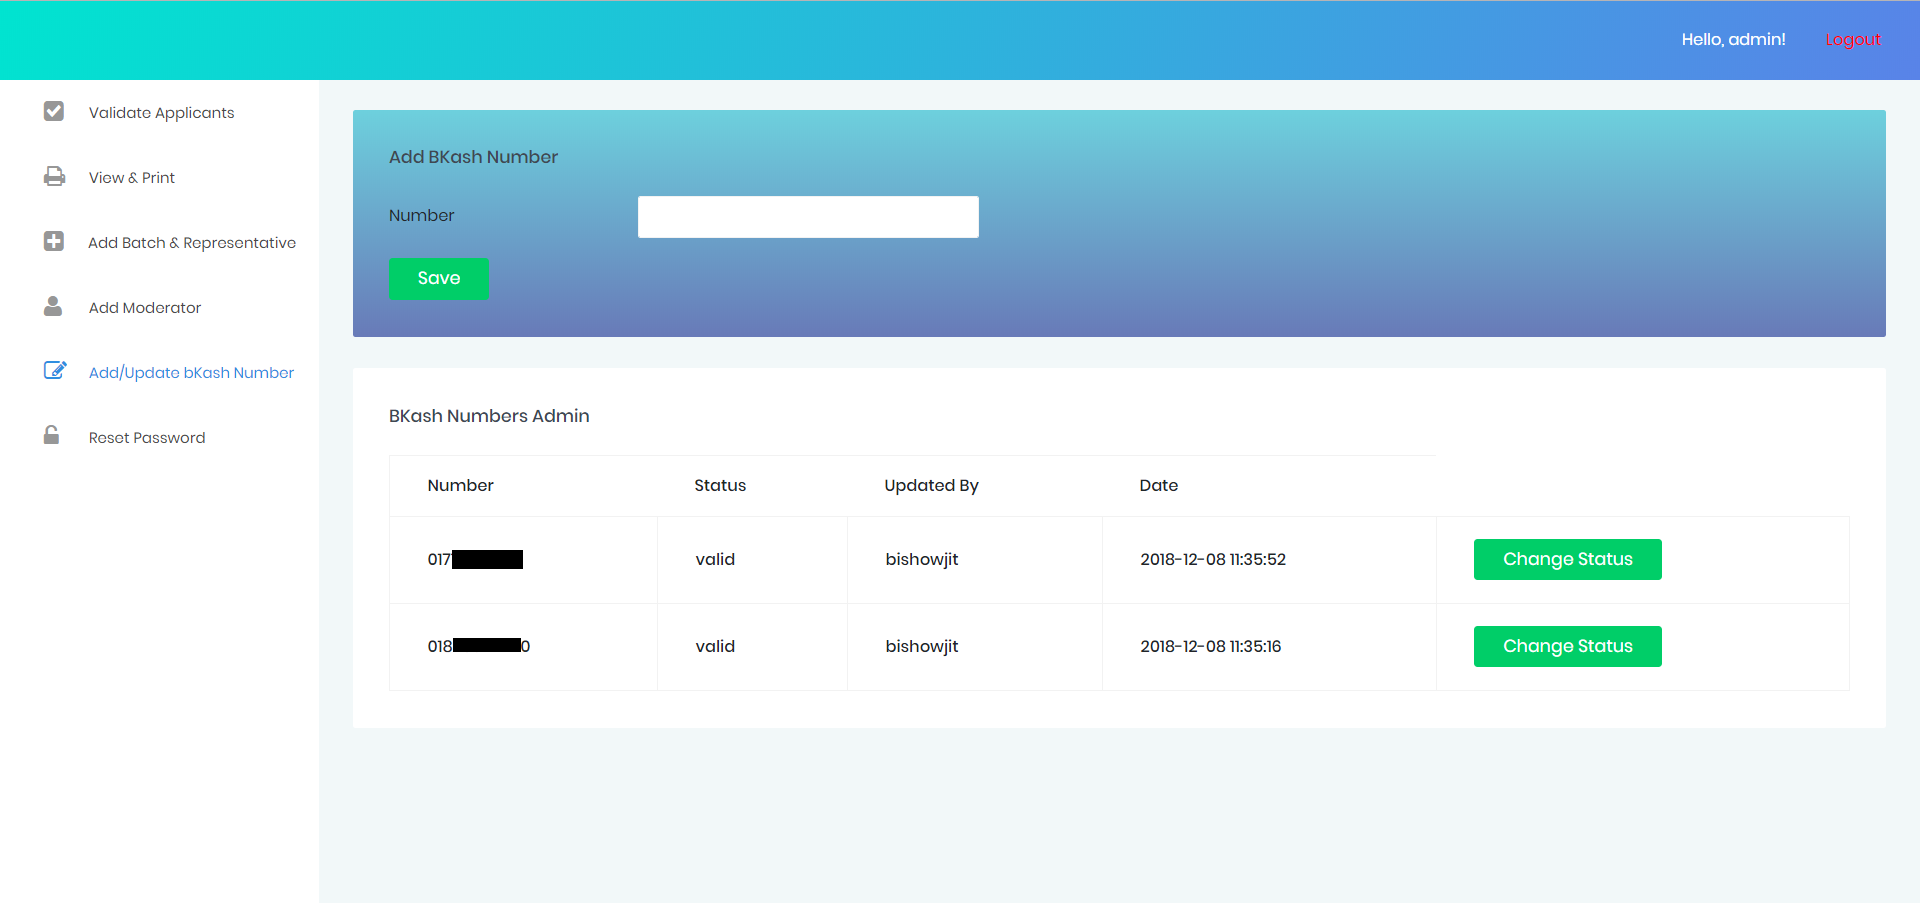 Hello, admin! Logout
Validate Applicants
View & Print
Add Batch & Representative
Add Moderator
Add/Update bKash Number
Reset Password
Add BKash Number
Number
Save
BKash Numbers Admin
Number Status Updated By Date
017 valid bishowjit 2018-12-08 11:35:52 Change Status
018 0 valid bishowjit 2018-12-08 11:35:16 Change Status